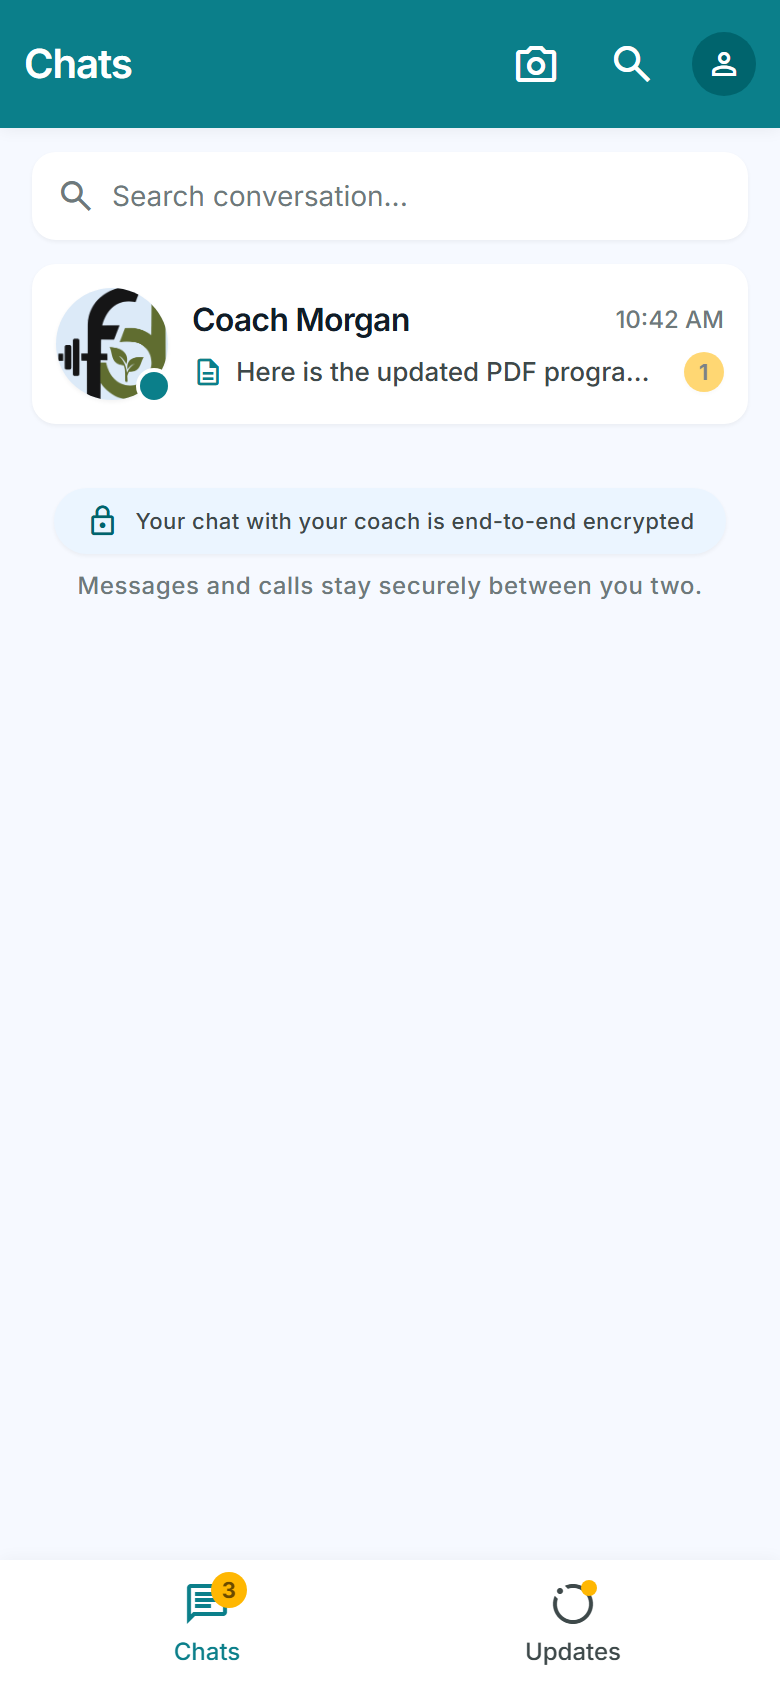 Chats
Search conversation...
Coach Morgan
10:42 AM
Here is the updated PDF progra...
1
Your chat with your coach is end-to-end encrypted
Messages and calls stay securely between you two.
3
Chats
Updates